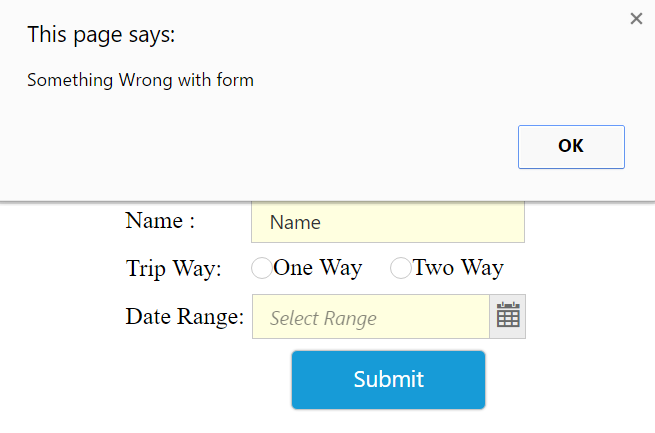 This page says:
Something Wrong with form
OK
Name : Name
Trip Way: One Way Two Way
Date Range: Select Range
Submit